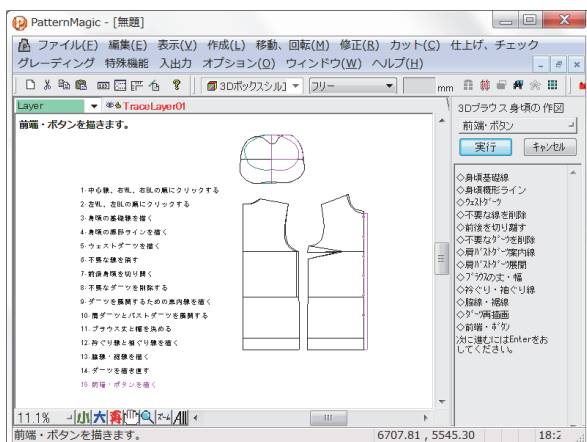 PatternMagic - [無題]
ファイル(F) 編集(E) 表示(V) 作成(L) 移動、回転(M) 修正(R) カット(C) 仕上げ、チェック
グレーディング 特殊機能 入出力 オプション(O) ウィンドウ(W) ヘルプ(H)
3Dボックスシルエ フリー mm
Layer TraceLayer01
前端・ボタンを描きます。
1. 中心線、右WL、右BLの順にクリックする
2. 左WL、左BLの順にクリックする
3. 身頃の基礎線を描く
4. 身頃の概形ラインを描く
5. ウェストダーツを描く
6. 不要な線を消す
7. 前後身頃を切り開く
8. 不要なダーツを削除する
9. ダーツを展開するための案内線を描く
10. 肩ダーツとバストダーツを展開する
11. ブラウス丈と幅を決める
12. 衿ぐり線と袖ぐり線を描く
13. 脇線・裾線を描く
14. ダーツを描き直す
15. 前端・ボタンを描く
3Dブラウス身頃の作図
前端・ボタン
実行 キャンセル
◇身頃基礎線
◇身頃概形ライン
◇ウェストダーツ
◇不要な線を削除
◇前後を切り離す
◇不要なダーツを削除
◇肩バストダーツ案内線
◇肩バストダーツ展開
◇ブラウスの丈・幅
◇衿ぐり・袖ぐり線
◇脇線・裾線
◇ダーツ再描画
◇前端・ボタン
次に進むにはEnterをお
してください。
11.1% 小 大 再 ズーム All
前端・ボタンを描きます。 6707.81 , 5545.30 18:2